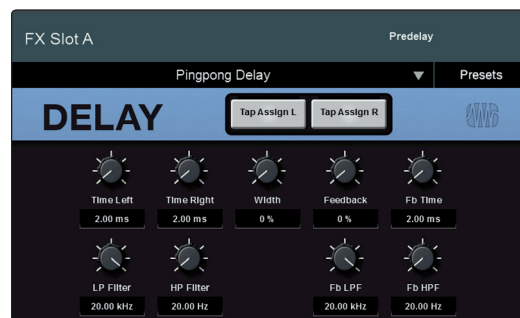 FX Slot A
Predelay
Pingpong Delay
Presets
DELAY
Tap Assign L
Tap Assign R
Time Left
Time Right
Width
Feedback
Fb Time
2.00 ms
2.00 ms
0 %
0 %
2.00 ms
LP Filter
HP Filter
Fb LPF
Fb HPF
20.00 kHz
20.00 Hz
20.00 kHz
20.00 Hz